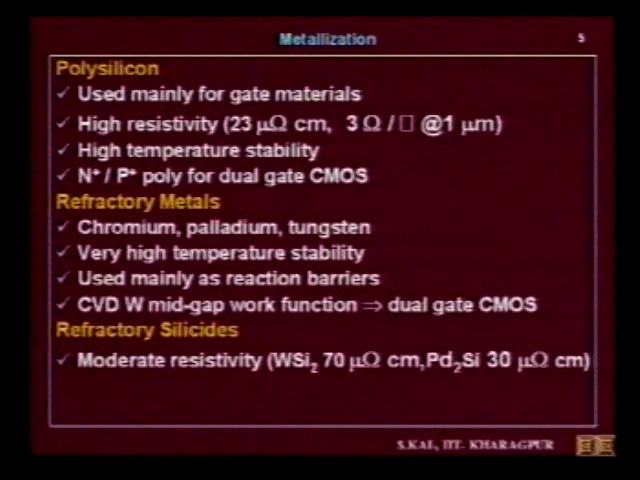 Metallization
5
Polysilicon
✓ Used mainly for gate materials
✓ High resistivity (23 μΩ cm, 3 Ω / □ @1 μm)
✓ High temperature stability
✓ N⁺ / P⁺ poly for dual gate CMOS
Refractory Metals
✓ Chromium, palladium, tungsten
✓ Very high temperature stability
✓ Used mainly as reaction barriers
✓ CVD W mid-gap work function ⇒ dual gate CMOS
Refractory Silicides
✓ Moderate resistivity (WSi₂ 70 μΩ cm,Pd₂Si 30 μΩ cm)
S.KAL, IIT- KHARAGPUR